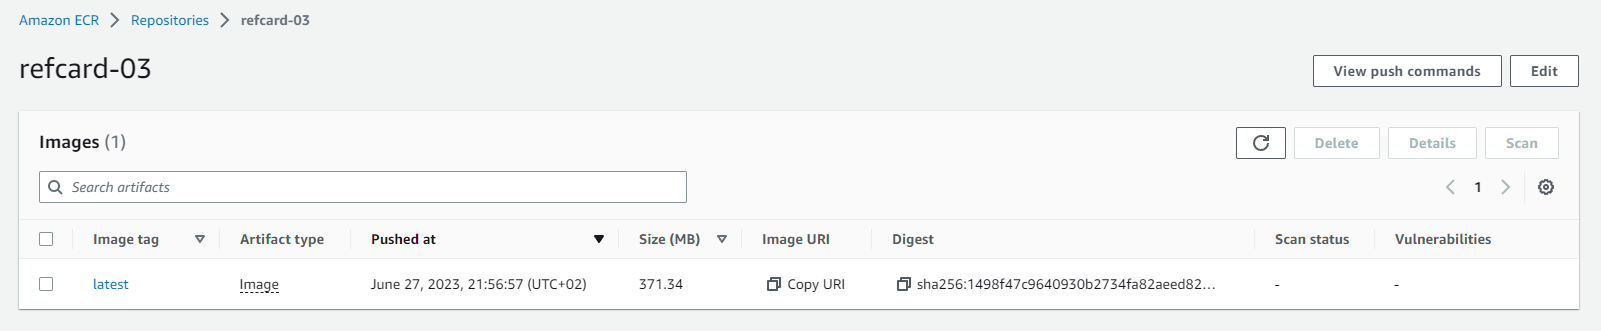 Amazon ECR > Repositories > refcard-03
refcard-03
View push commands Edit
Images (1)
Delete Details Scan
Search artifacts
1
Image tag Artifact type Pushed at Size (MB) Image URI Digest Scan status Vulnerabilities
latest Image June 27, 2023, 21:56:57 (UTC+02) 371.34 Copy URI sha256:1498f47c9640930b2734fa82aeed82... - -